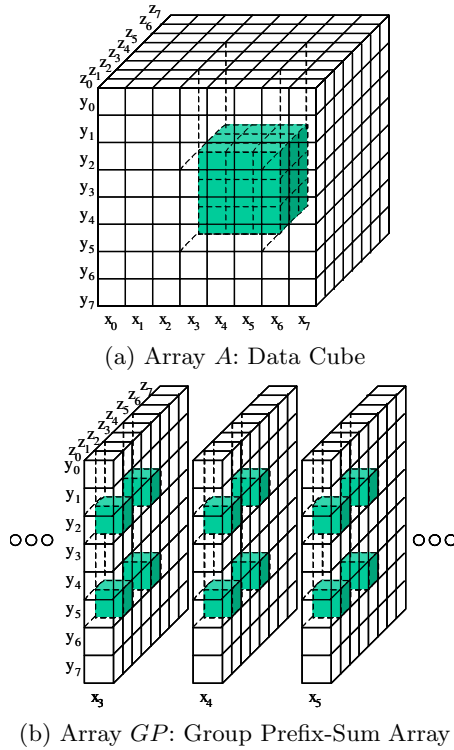 z₇
z₆
z₅
z₄
z₃
z₂
z₁
z₀
y₀
y₁
y₂
y₃
y₄
y₅
y₆
y₇
x₀ x₁ x₂ x₃ x₄ x₅ x₆ x₇
(a) Array A: Data Cube
z₇
z₆
z₅
z₄
z₃
z₂
z₁
z₀
y₀
y₁
y₂
y₃
y₄
y₅
y₆
y₇
x₃ x₄ x₅
(b) Array GP: Group Prefix-Sum Array